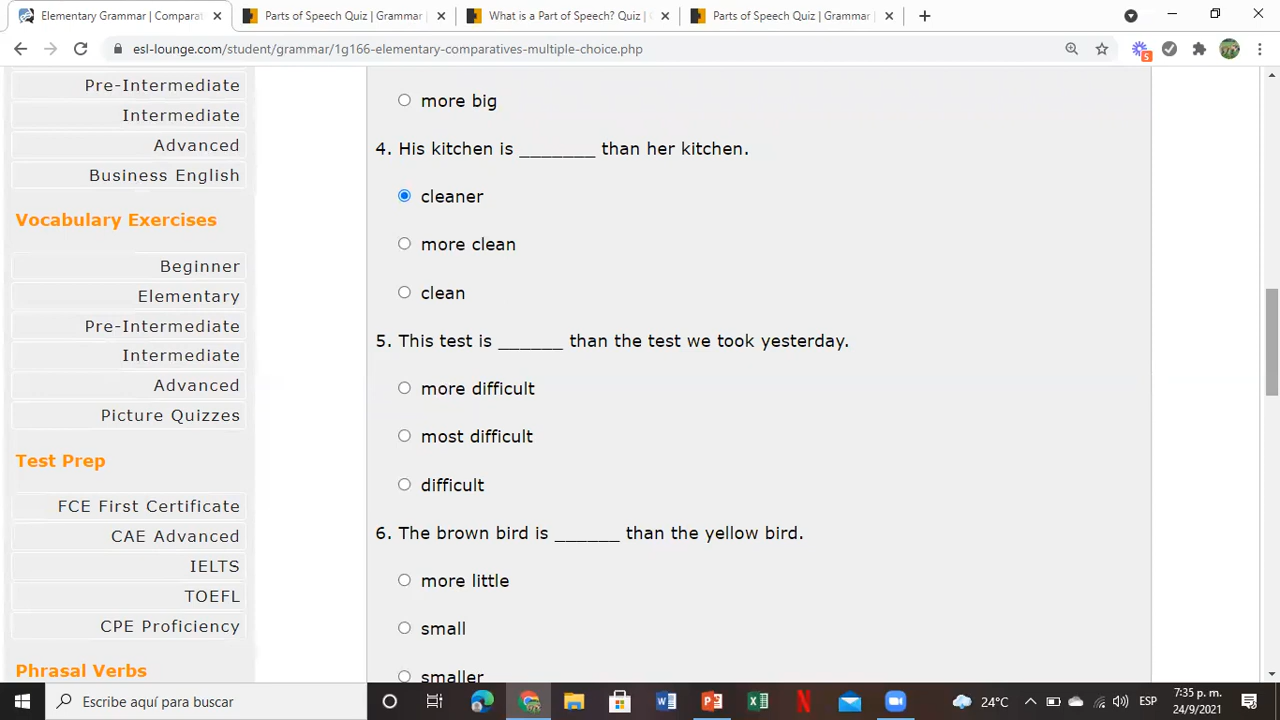 Elementary Grammar | Comparat
Parts of Speech Quiz | Grammar
What is a Part of Speech? Quiz | G
Parts of Speech Quiz | Grammar
esl-lounge.com/student/grammar/1g166-elementary-comparatives-multiple-choice.php
5
Pre-Intermediate
Intermediate
Advanced
Business English
Vocabulary Exercises
Beginner
Elementary
Pre-Intermediate
Intermediate
Advanced
Picture Quizzes
Test Prep
FCE First Certificate
CAE Advanced
IELTS
TOEFL
CPE Proficiency
Phrasal Verbs
more big
4. His kitchen is _______ than her kitchen.
cleaner
more clean
clean
5. This test is ______ than the test we took yesterday.
more difficult
most difficult
difficult
6. The brown bird is ______ than the yellow bird.
more little
small
smaller
Escribe aquí para buscar
24°C
ESP
7:35 p. m.
24/9/2021